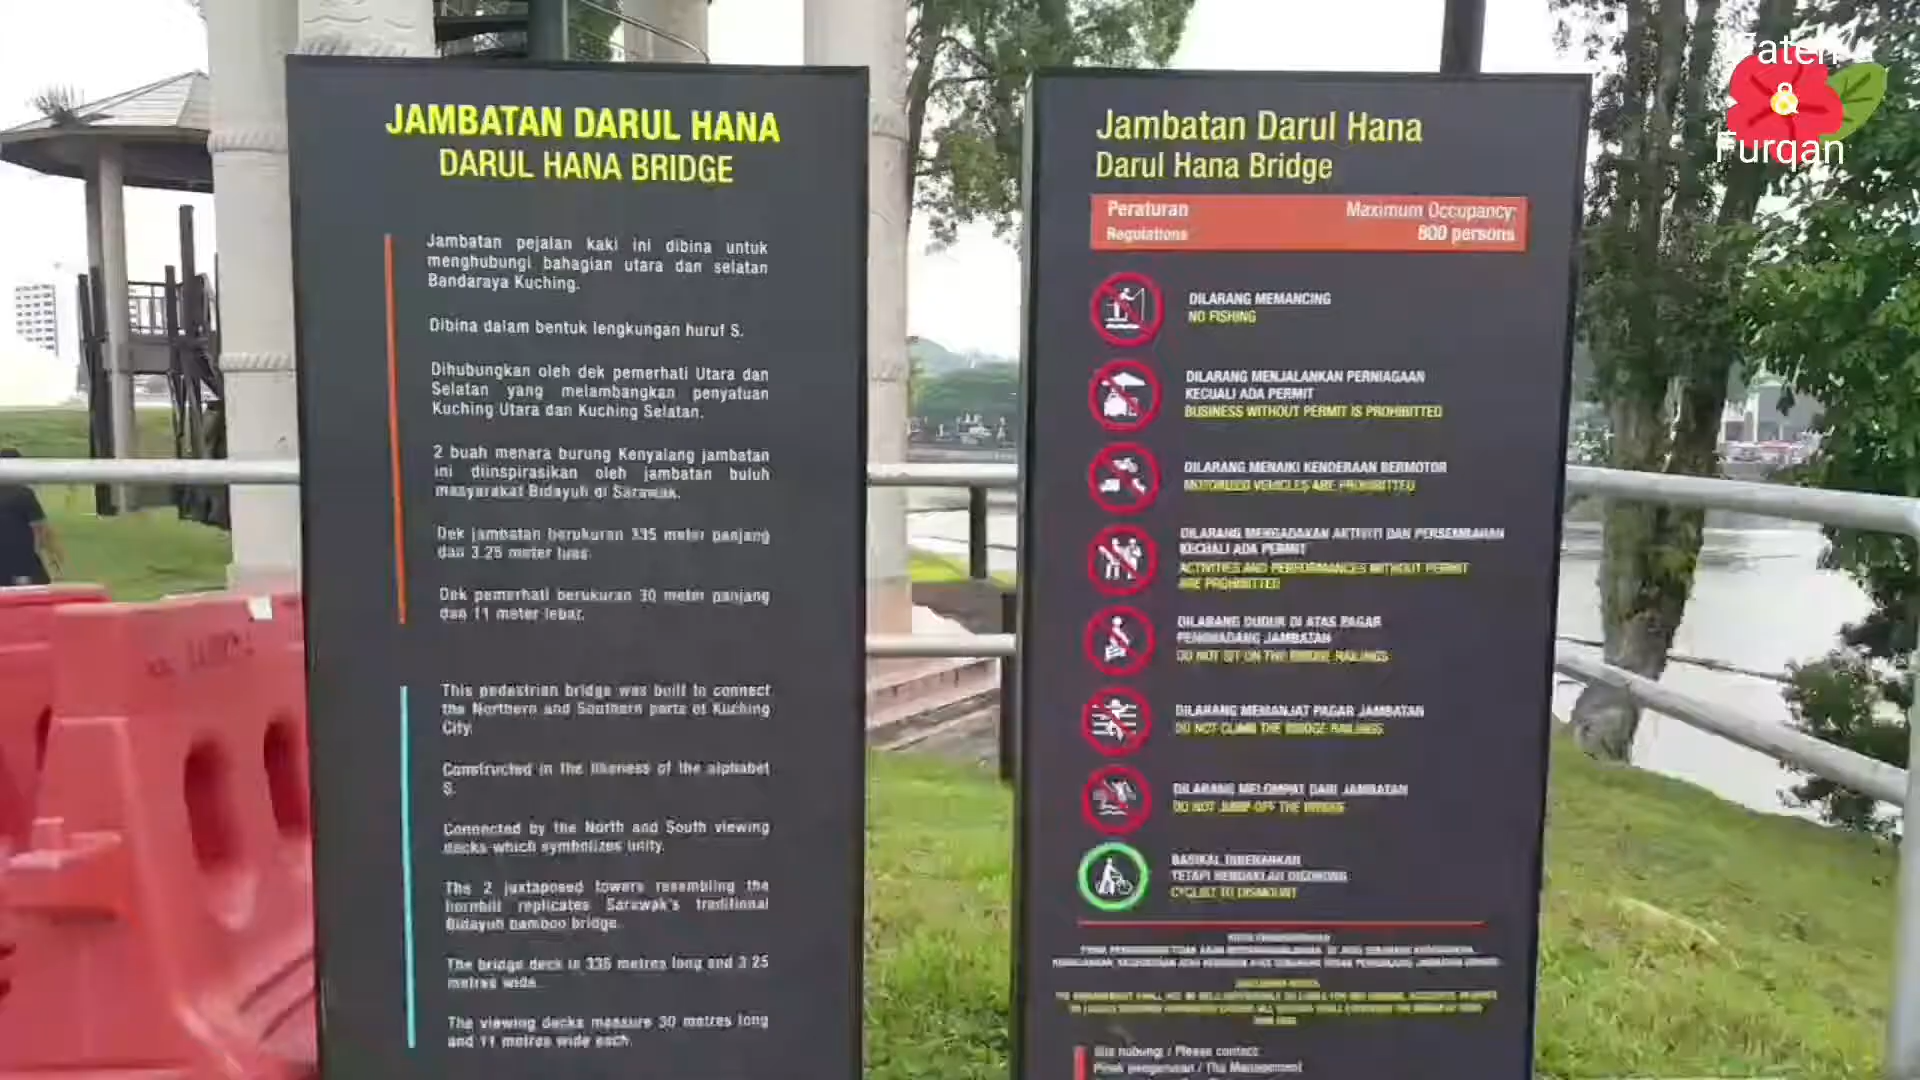 JAMBATAN DARUL HANA
DARUL HANA BRIDGE
Jambatan pejalan kaki ini dibina untuk
menghubungi bahagian utara dan selatan
Bandaraya Kuching.
Dibina dalam bentuk lengkungan huruf S.
Dihubungkan oleh dek pemerhati Utara dan
Selatan yang melambangkan penyatuan
Kuching Utara dan Kuching Selatan.
2 buah menara burung Kenyalang jambatan
ini diinspirasikan oleh jambatan buluh
masyarakat Bidayuh di Sarawak.
Dek jambatan berukuran 335 meter panjang
dan 3.25 meter luas.
Dek pemerhati berukuran 30 meter panjang
dan 11 meter lebar.
This pedestrian bridge was built to connect
the Northern and Southern parts of Kuching
City.
Constructed in the likeness of the alphabet
S.
Connected by the North and South viewing
decks which symbolizes unity.
The 2 juxtaposed towers resembling the
hornbill replicates Sarawak's traditional
Bidayuh bamboo bridge.
The bridge deck is 335 metres long and 3.25
metres wide.
The viewing decks measure 30 metres long
and 11 metres wide each.
Jambatan Darul Hana
Darul Hana Bridge
Peraturan
Regulations
Maximum Occupancy:
800 persons
DILARANG MEMANCING
NO FISHING
DILARANG MENJALANKAN PERNIAGAAN
KECUALI ADA PERMIT
BUSINESS WITHOUT PERMIT IS PROHIBITTED
DILARANG MENAIKI KENDERAAN BERMOTOR
MOTORIZED VEHICLES ARE PROHIBITTED
DILARANG MENGADAKAN AKTIVITI DAN PERSEMBAHAN
KECUALI ADA PERMIT
ACTIVITIES AND PERFORMANCES WITHOUT PERMIT
ARE PROHIBITTED
DILARANG DUDUK DI ATAS PAGAR
PENGHADANG JAMBATAN
DO NOT SIT ON THE BRIDGE RAILINGS
DILARANG MEMANJAT PAGAR JAMBATAN
DO NOT CLIMB THE BRIDGE RAILINGS
DILARANG MELOMPAT DARI JAMBATAN
DO NOT JUMP OFF THE BRIDGE
BASIKAL DIBENARKAN
TETAPI HENDAKLAH DISORONG
CYCLIST TO DISMOUNT
Sila hubungi / Please contact:
Pihak pengurusan / The Management
&
Furqan